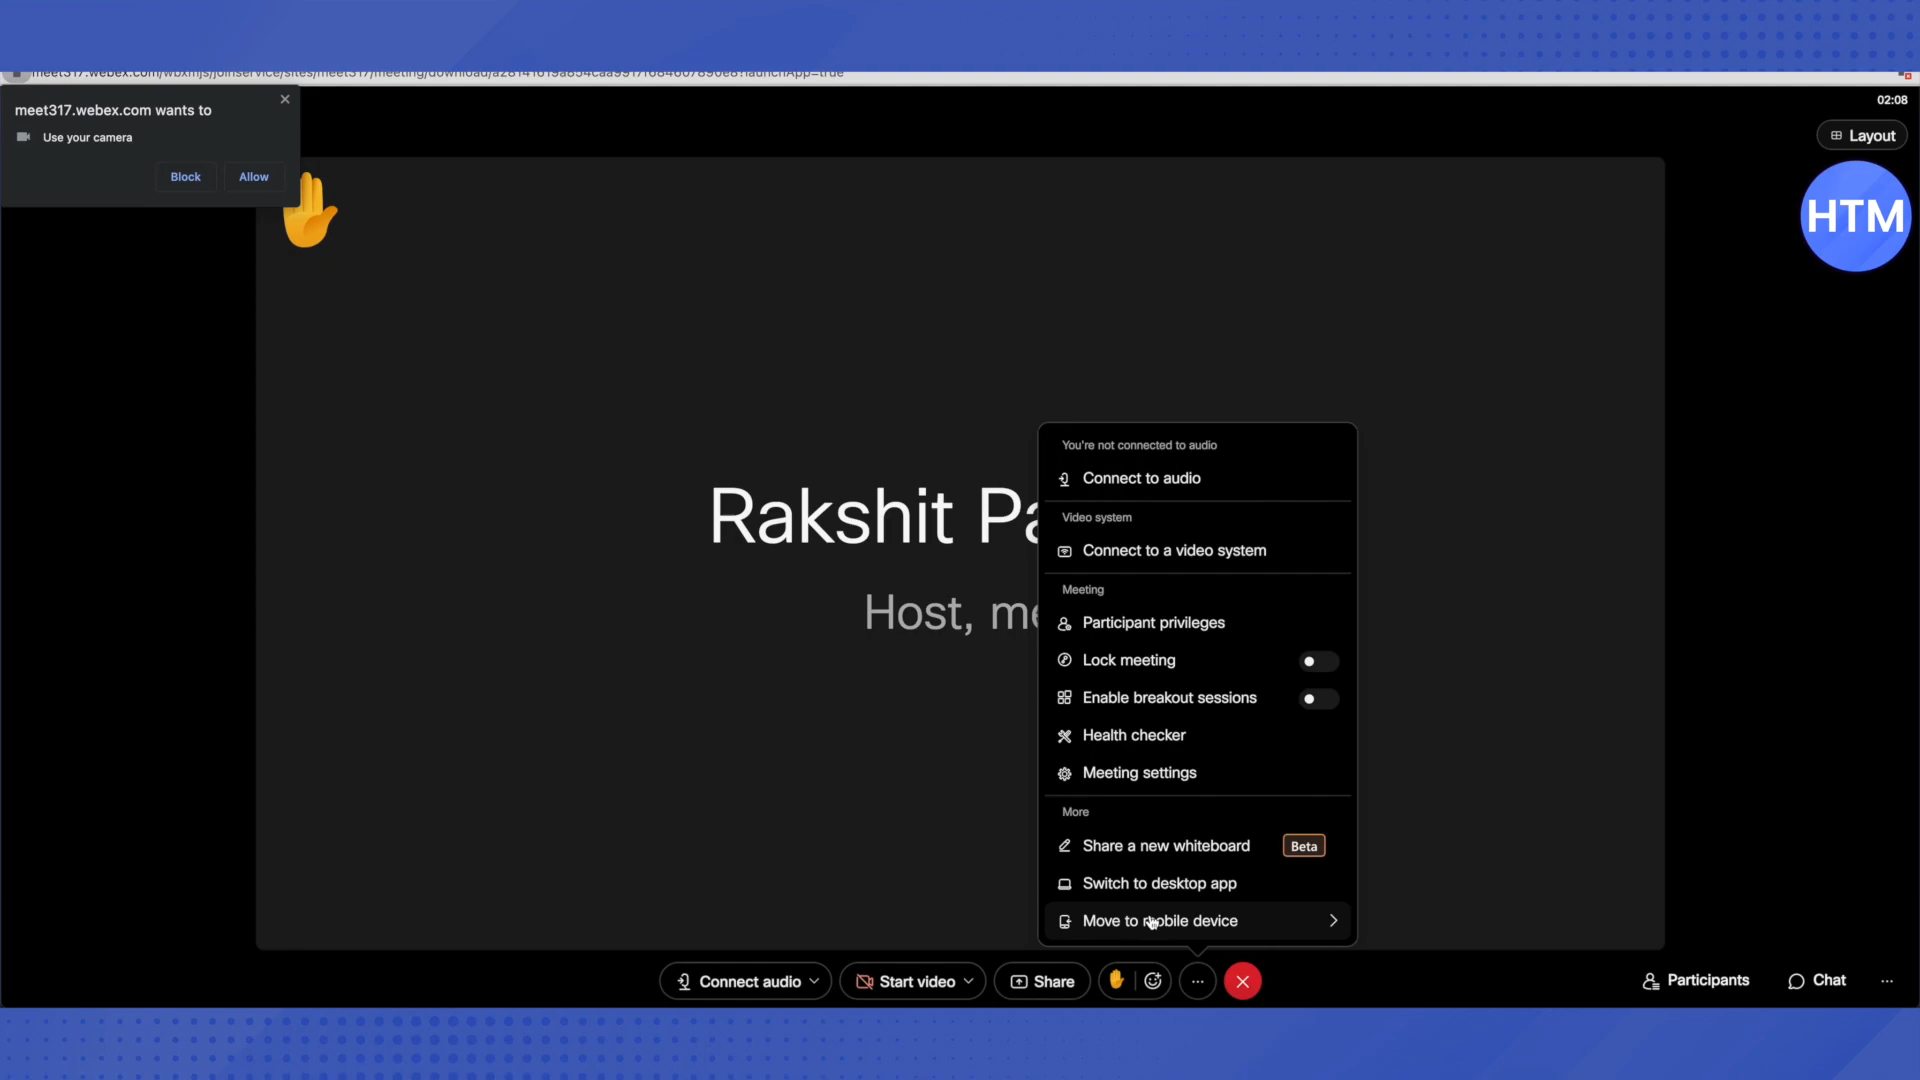 meet317.webex.com wants to
Use your camera
Block
Allow
02:08
Layout
HTM
Rakshit
Host,
You're not connected to audio
Connect to audio
Video system
Connect to a video system
Meeting
Participant privileges
Lock meeting
Enable breakout sessions
Health checker
Meeting settings
More
Share a new whiteboard Beta
Switch to desktop app
Move to mobile device
Connect audio
Start video
Share
Participants
Chat